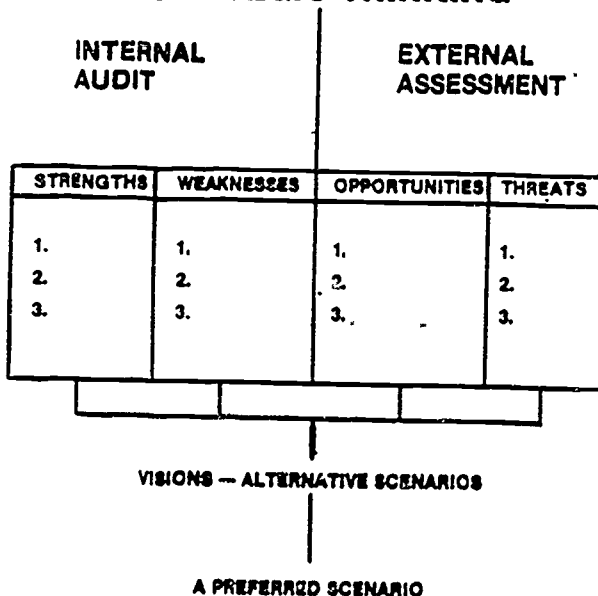 INTERNAL AUDIT
EXTERNAL ASSESSMENT
STRENGTHS WEAKNESSES OPPORTUNITIES THREATS
1. 1. 1. 1.
2. 2. 2. 2.
3. 3. 3. 3.
VISIONS — ALTERNATIVE SCENARIOS
A PREFERRED SCENARIO